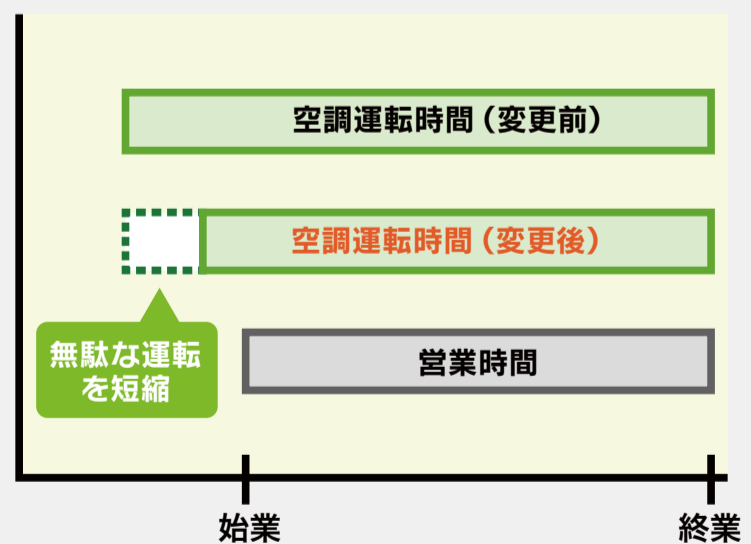 空調運転時間（変更前）
空調運転時間（変更後）
無駄な運転
を短縮
営業時間
始業
終業